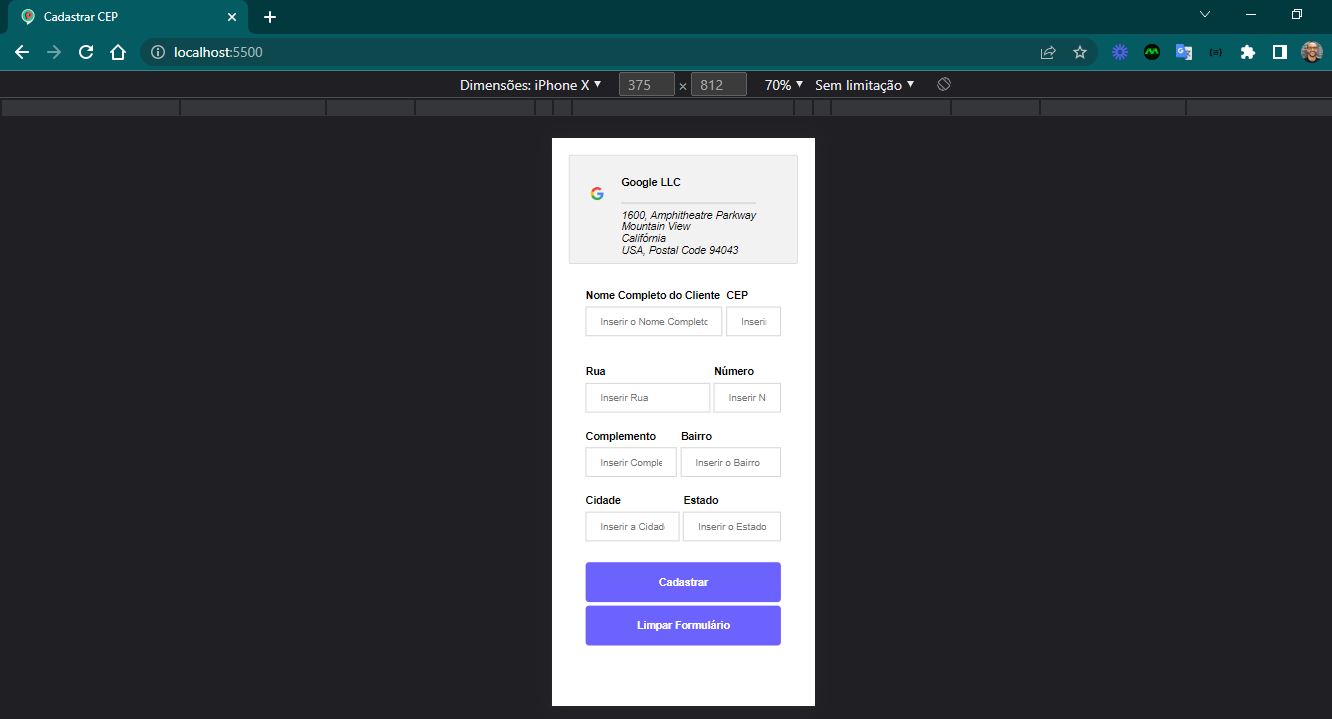 Cadastrar CEP
localhost:5500
Dimensões: iPhone X 375 × 812 70% Sem limitação
Google LLC
1600, Amphitheatre Parkway
Mountain View
Califórnia
USA, Postal Code 94043
Nome Completo do Cliente CEP
Inserir o Nome Completo Inseri
Rua Número
Inserir Rua Inserir N
Complemento Bairro
Inserir Comple Inserir o Bairro
Cidade Estado
Inserir a Cidade Inserir o Estado
Cadastrar
Limpar Formulário